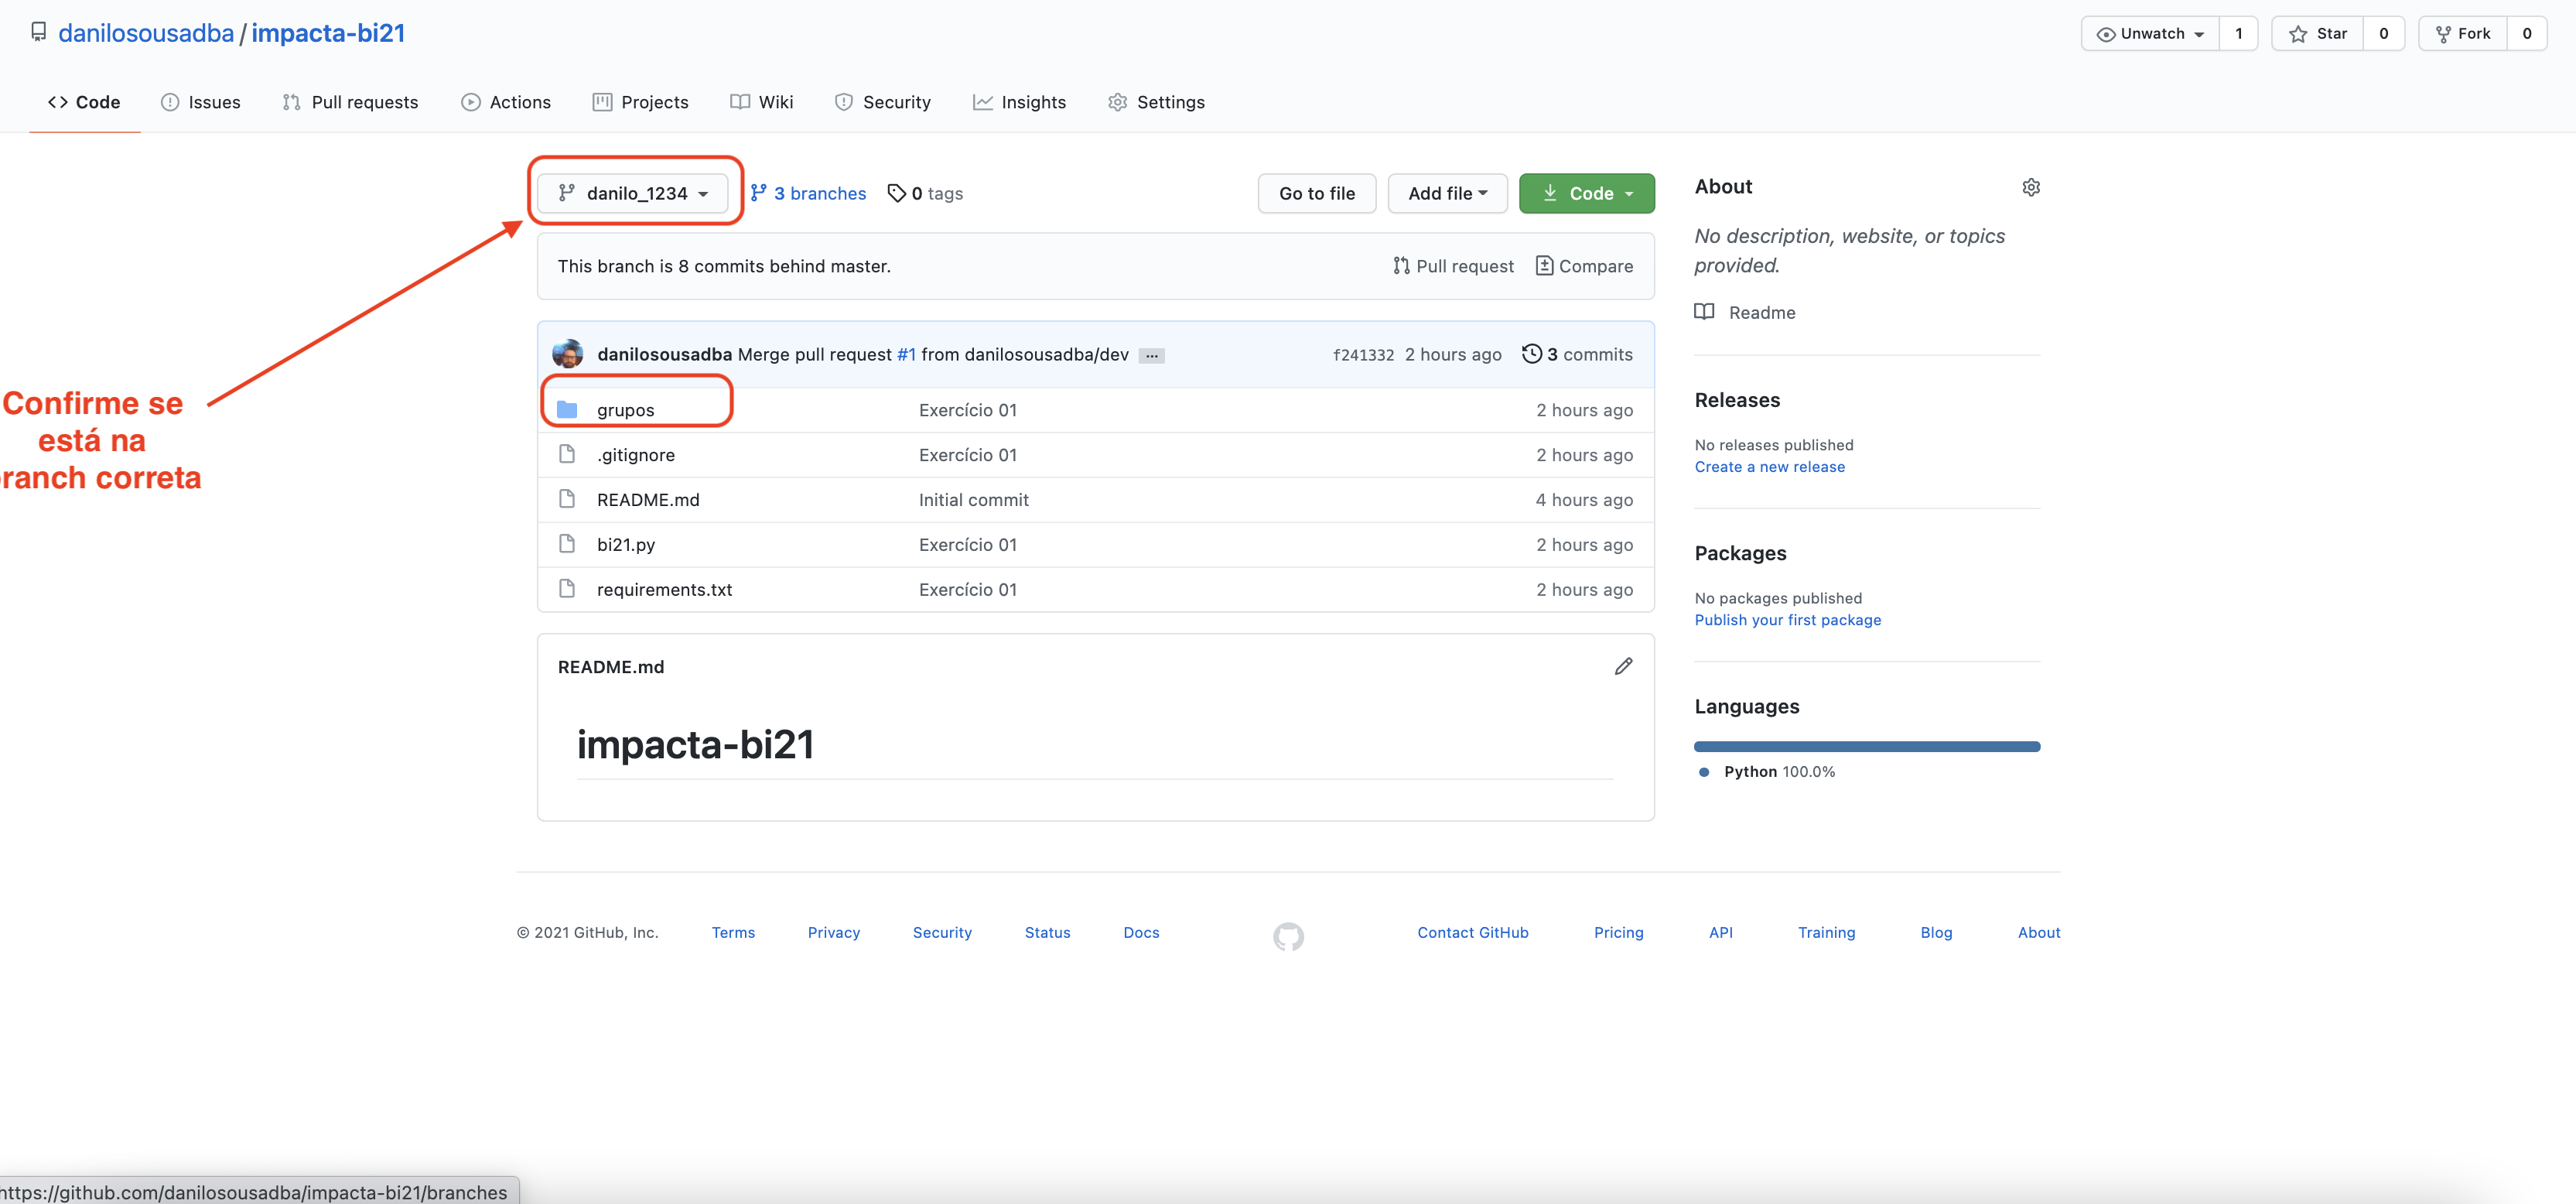 danilosousadba / impacta-bi21
Unwatch 1 Star 0 Fork 0
Code Issues Pull requests Actions Projects Wiki Security Insights Settings
danilo_1234 3 branches 0 tags Go to file Add file Code
This branch is 8 commits behind master. Pull request Compare
danilosousadba Merge pull request #1 from danilosousadba/dev ... f241332 2 hours ago 3 commits
grupos Exercício 01 2 hours ago
.gitignore Exercício 01 2 hours ago
README.md Initial commit 4 hours ago
bi21.py Exercício 01 2 hours ago
requirements.txt Exercício 01 2 hours ago
README.md
impacta-bi21
Confirme se
está na
ranch correta
About
No description, website, or topics
provided.
Readme
Releases
No releases published
Create a new release
Packages
No packages published
Publish your first package
Languages
Python 100.0%
© 2021 GitHub, Inc. Terms Privacy Security Status Docs Contact GitHub Pricing API Training Blog About
https://github.com/danilosousadba/impacta-bi21/branches